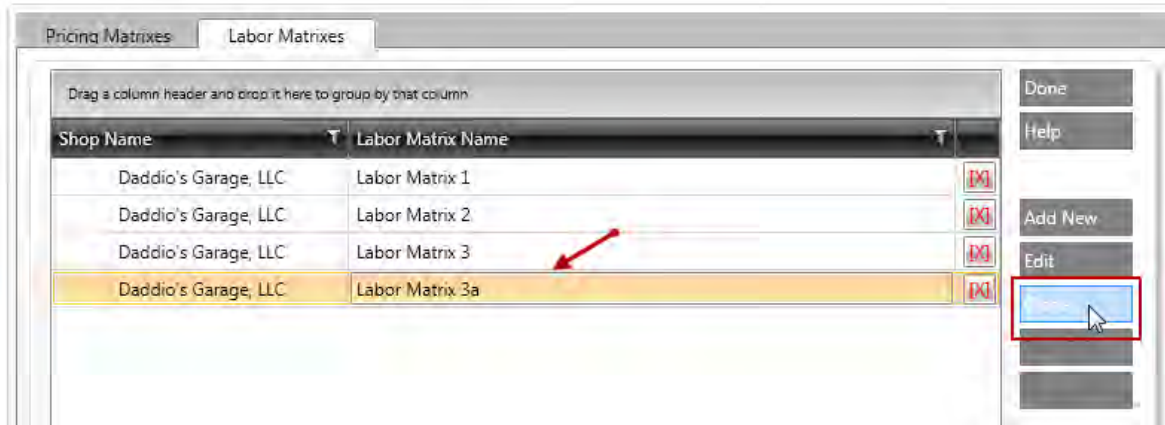 Pricing Matrixes Labor Matrixes
Drag a column header and drop it here to group by that column
Done
Shop Name Labor Matrix Name
Help
Daddio's Garage, LLC Labor Matrix 1 [X]
Daddio's Garage, LLC Labor Matrix 2 [X]
Add New
Daddio's Garage, LLC Labor Matrix 3 [X]
Edit
Daddio's Garage, LLC Labor Matrix 3a [X]